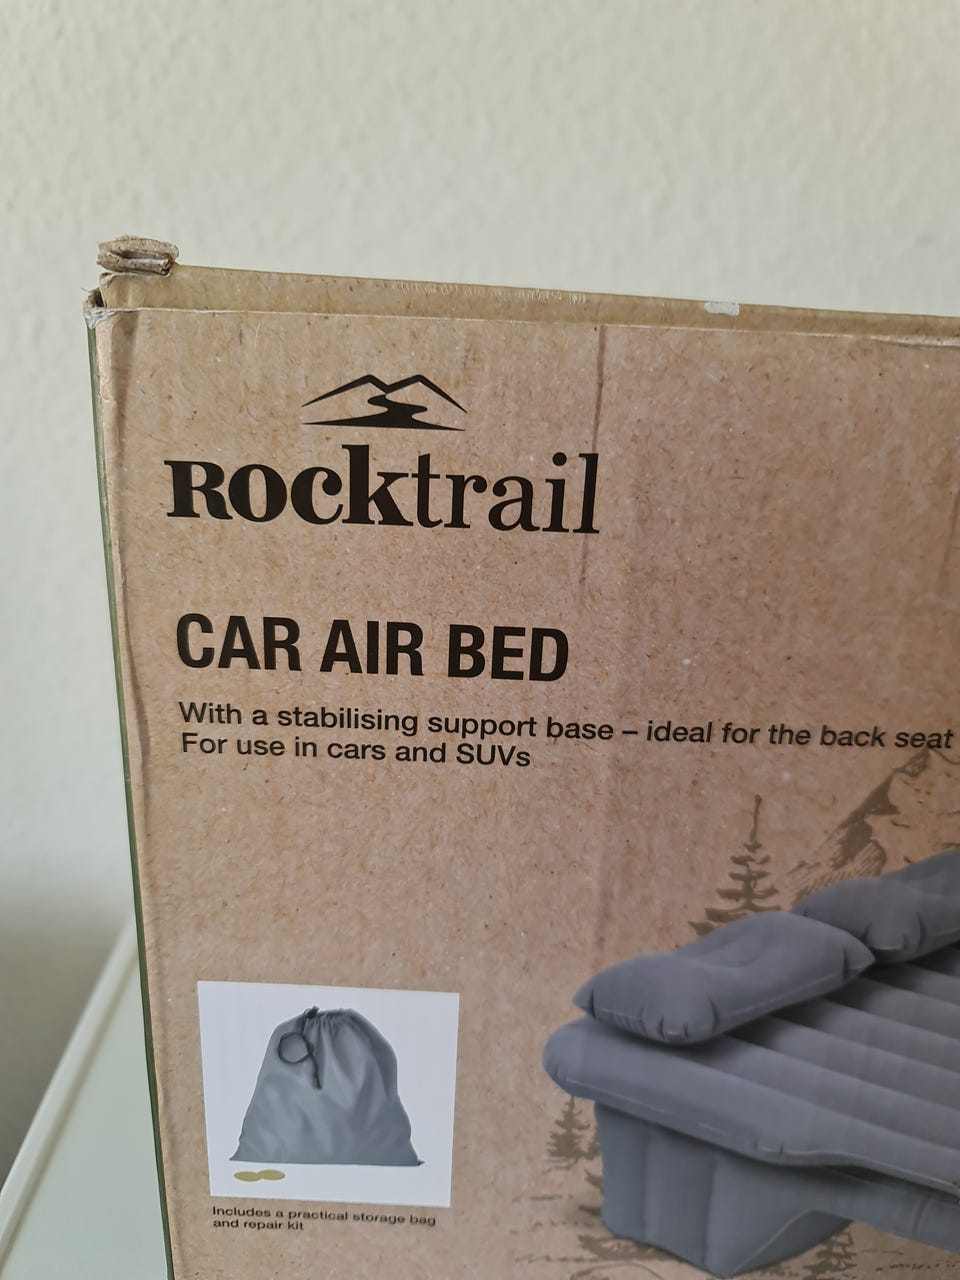 Rocktrail
CAR AIR BED
With a stabilising support base – ideal for the back seat
For use in cars and SUVs
Includes a practical storage bag
and repair kit